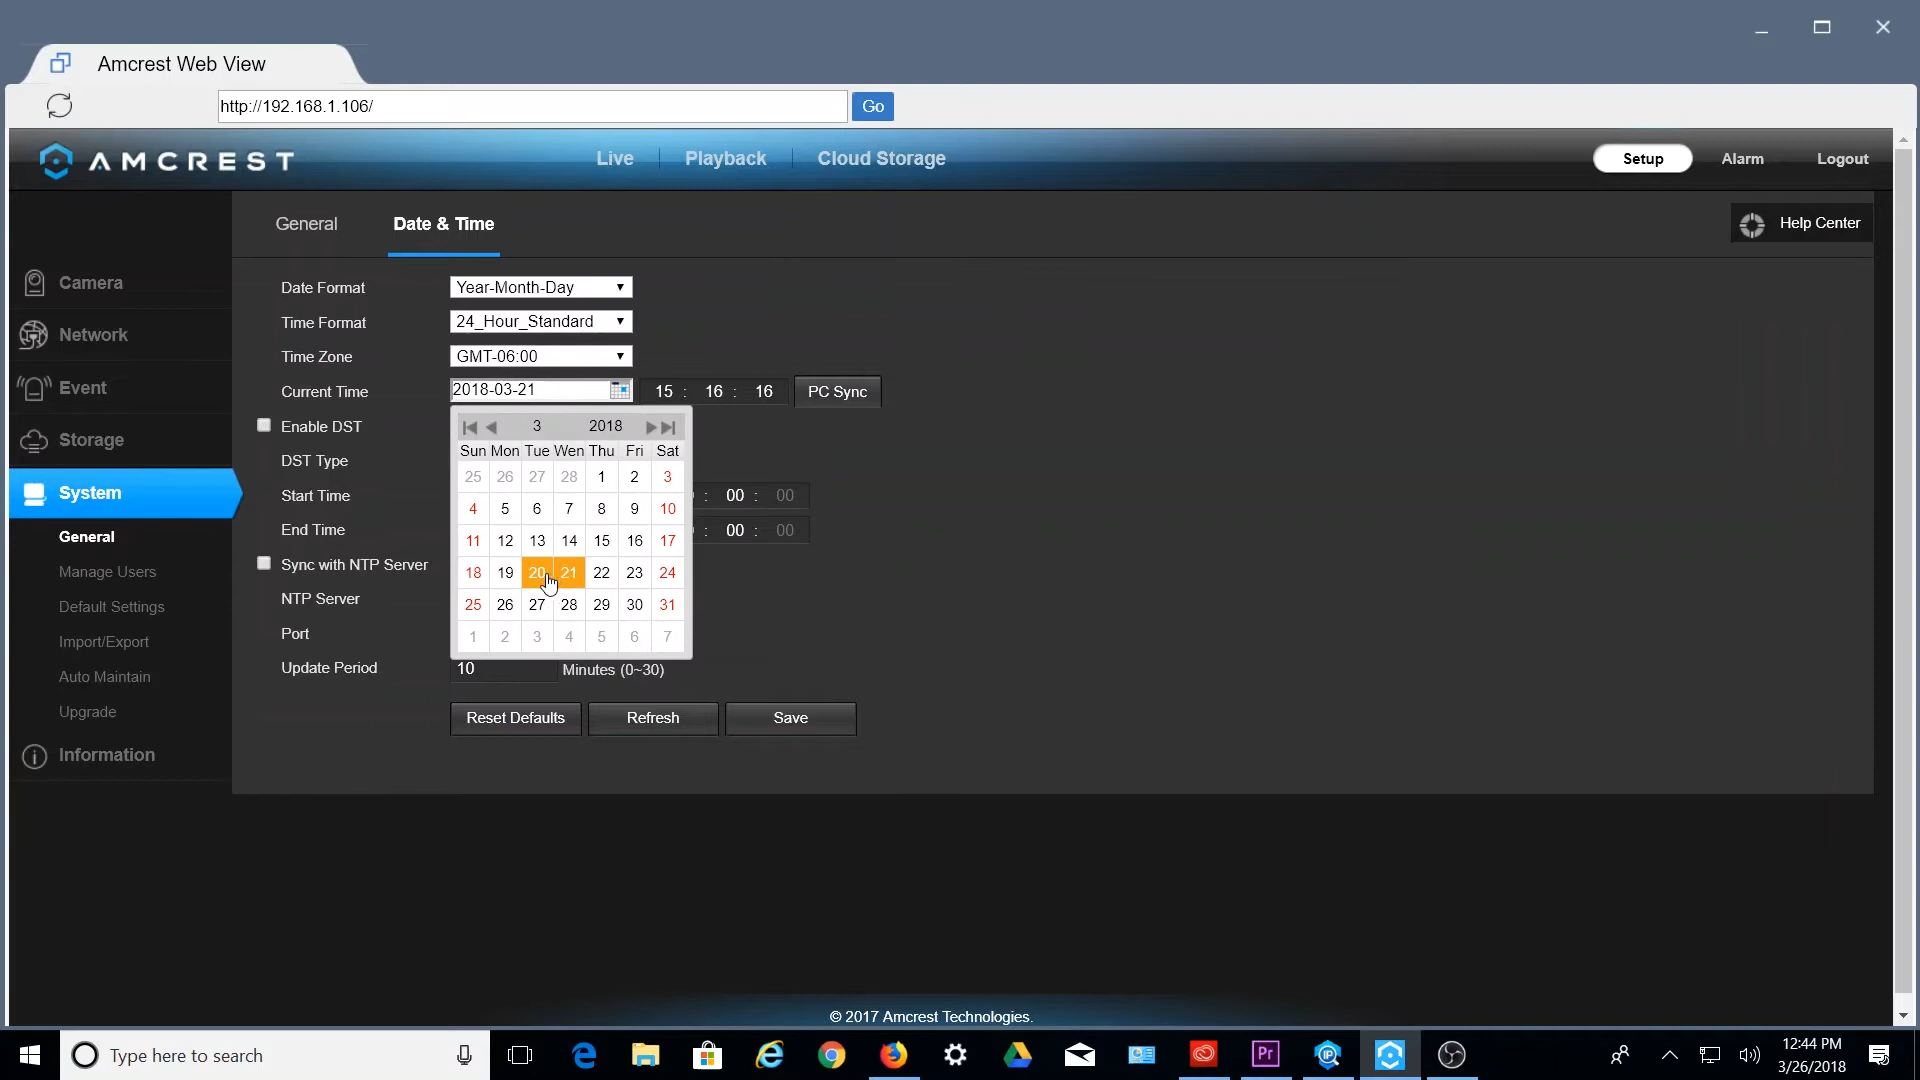 Amcrest Web View
http://192.168.1.106/ Go
AMCREST Live Playback Cloud Storage Setup Alarm Logout
General Date & Time Help Center
Camera
Network
Event
Storage
System
General
Manage Users
Default Settings
Import/Export
Auto Maintain
Upgrade
Information
Date Format Year-Month-Day
Time Format 24_Hour_Standard
Time Zone GMT-06:00
Current Time 2018-03-21 15 : 16 : 16 PC Sync
Enable DST
DST Type
Start Time : 00 : 00
End Time : 00 : 00
Sync with NTP Server
NTP Server
Port
Update Period 10 Minutes (0~30)
3 2018
Sun Mon Tue Wen Thu Fri Sat
25 26 27 28 1 2 3
4 5 6 7 8 9 10
11 12 13 14 15 16 17
18 19 20 21 22 23 24
25 26 27 28 29 30 31
1 2 3 4 5 6 7
Reset Defaults Refresh Save
© 2017 Amcrest Technologies.
Type here to search
Pr
IP
12:44 PM
3/26/2018